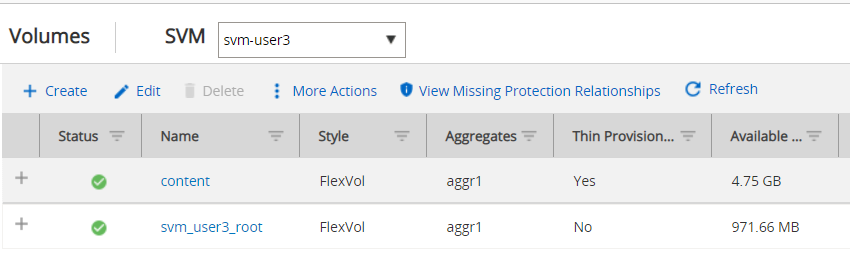 Volumes SVM svm-user3
Create Edit Delete More Actions View Missing Protection Relationships Refresh
Status Name Style Aggregates Thin Provision... Available ...
content FlexVol aggr1 Yes 4.75 GB
svm_user3_root FlexVol aggr1 No 971.66 MB